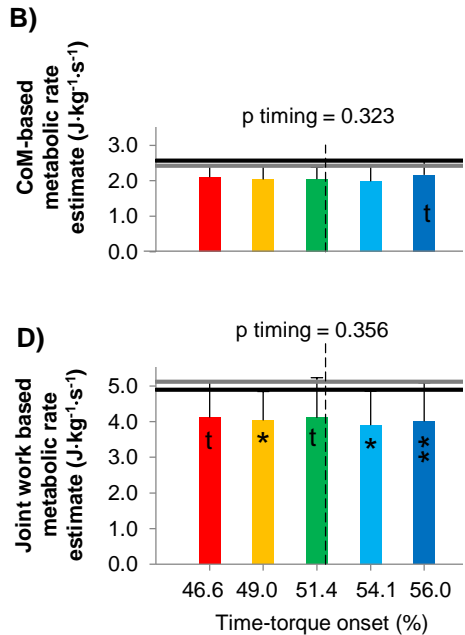 B)
p timing = 0.323
CoM-based
metabolic rate
estimate (J·kg⁻¹·s⁻¹)
3.0
2.0
1.0
0.0
t
D)
p timing = 0.356
Joint work based
metabolic rate
estimate (J·kg⁻¹·s⁻¹)
5.0
4.0
3.0
2.0
1.0
0.0
t * t * **
46.6 49.0 51.4 54.1 56.0
Time-torque onset (%)